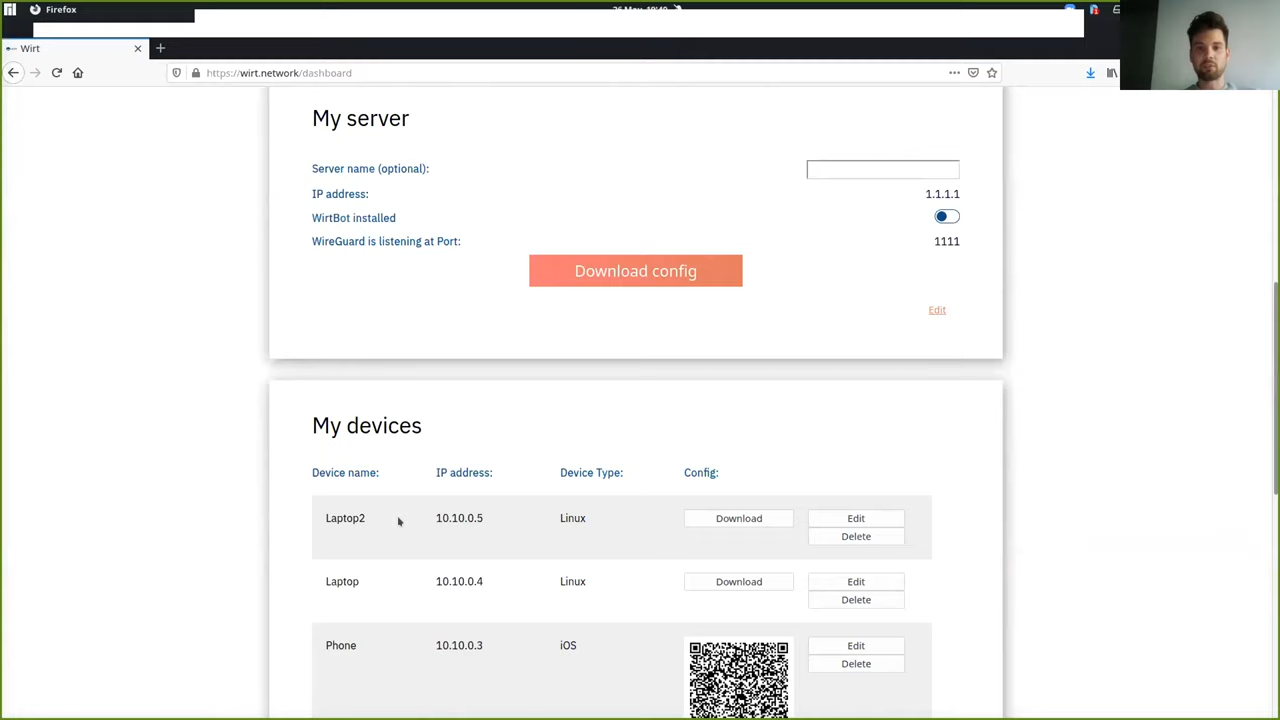 Firefox
Wirt
https://wirt.network/dashboard
My server
Server name (optional):
IP address: 1.1.1.1
WirtBot installed
WireGuard is listening at Port: 1111
Download config
Edit
My devices
Device name: IP address: Device Type: Config:
Laptop2 10.10.0.5 Linux Download Edit
Delete
Laptop 10.10.0.4 Linux Download Edit
Delete
Phone 10.10.0.3 iOS Edit
Delete